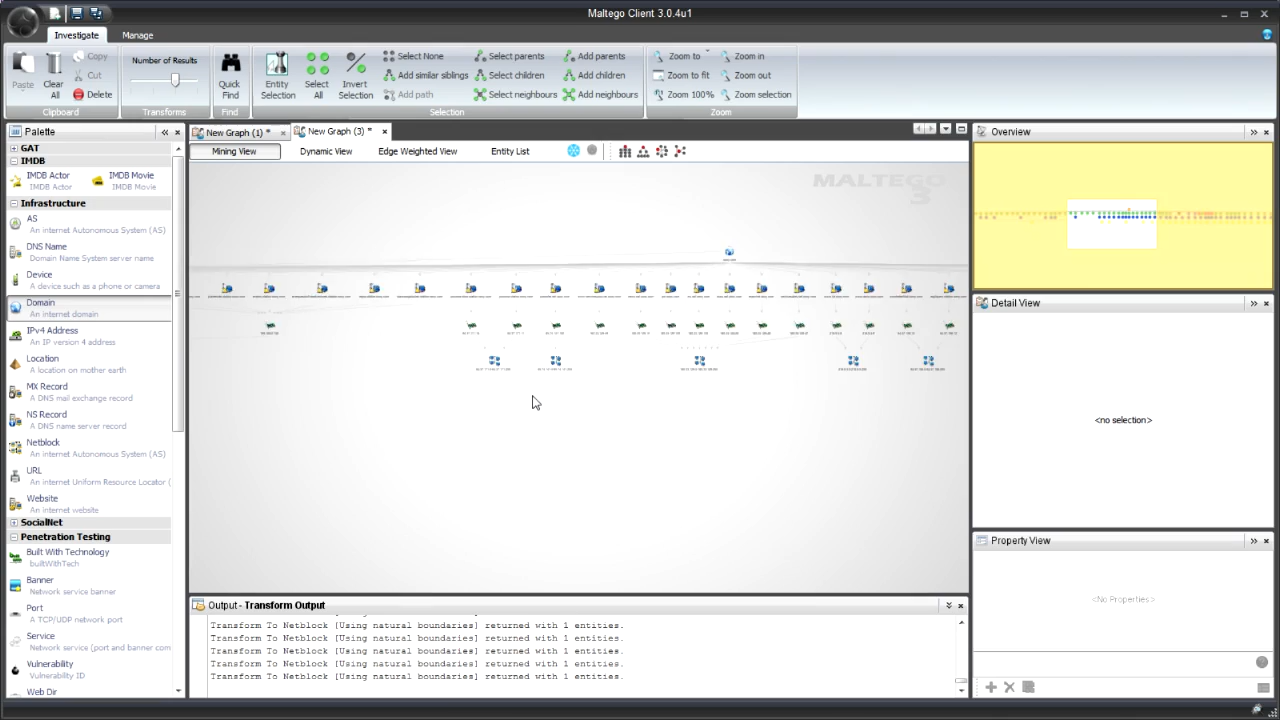 Maltego Client 3.0.4u1
Investigate Manage
Paste Clear All Copy Cut Delete
Clipboard
Number of Results
Transforms
Quick Find
Find
Entity Selection Select All Invert Selection
Select None Select parents Add parents
Add similar siblings Select children Add children
Add path Select neighbours Add neighbours
Selection
Zoom to Zoom in
Zoom to fit Zoom out
Zoom 100% Zoom selection
Zoom
Palette
GAT
IMDB
IMDB Actor IMDB Movie
IMDB Actor IMDB Movie
Infrastructure
AS
An internet Autonomous System (AS)
DNS Name
Domain Name System server name
Device
A device such as a phone or camera
Domain
An internet domain
IPv4 Address
An IP version 4 address
Location
A location on mother earth
MX Record
A DNS mail exchange record
NS Record
A DNS name server record
Netblock
An internet Autonomous System (AS)
URL
An internet Uniform Resource Locator (
Website
An internet website
SocialNet
Penetration Testing
Built With Technology
builtWithTech
Banner
Network service banner
Port
A TCP/UDP network port
Service
Network service (port and banner com
Vulnerability
Vulnerability ID
Web Dir
New Graph (1) * New Graph (3) *
Mining View Dynamic View Edge Weighted View Entity List
MALTEGO
3
Output - Transform Output
Transform To Netblock [Using natural boundaries] returned with 1 entities.
Transform To Netblock [Using natural boundaries] returned with 1 entities.
Transform To Netblock [Using natural boundaries] returned with 1 entities.
Transform To Netblock [Using natural boundaries] returned with 1 entities.
Transform To Netblock [Using natural boundaries] returned with 1 entities.
Overview
Detail View
<no selection>
Property View
<No Properties>